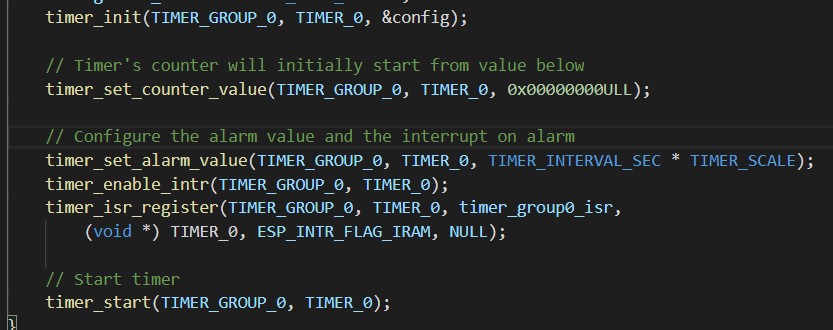 timer_init(TIMER_GROUP_0, TIMER_0, &config);
// Timer's counter will initially start from value below
timer_set_counter_value(TIMER_GROUP_0, TIMER_0, 0x00000000ULL);
// Configure the alarm value and the interrupt on alarm
timer_set_alarm_value(TIMER_GROUP_0, TIMER_0, TIMER_INTERVAL_SEC * TIMER_SCALE);
timer_enable_intr(TIMER_GROUP_0, TIMER_0);
timer_isr_register(TIMER_GROUP_0, TIMER_0, timer_group0_isr,
(void *) TIMER_0, ESP_INTR_FLAG_IRAM, NULL);
// Start timer
timer_start(TIMER_GROUP_0, TIMER_0);
}